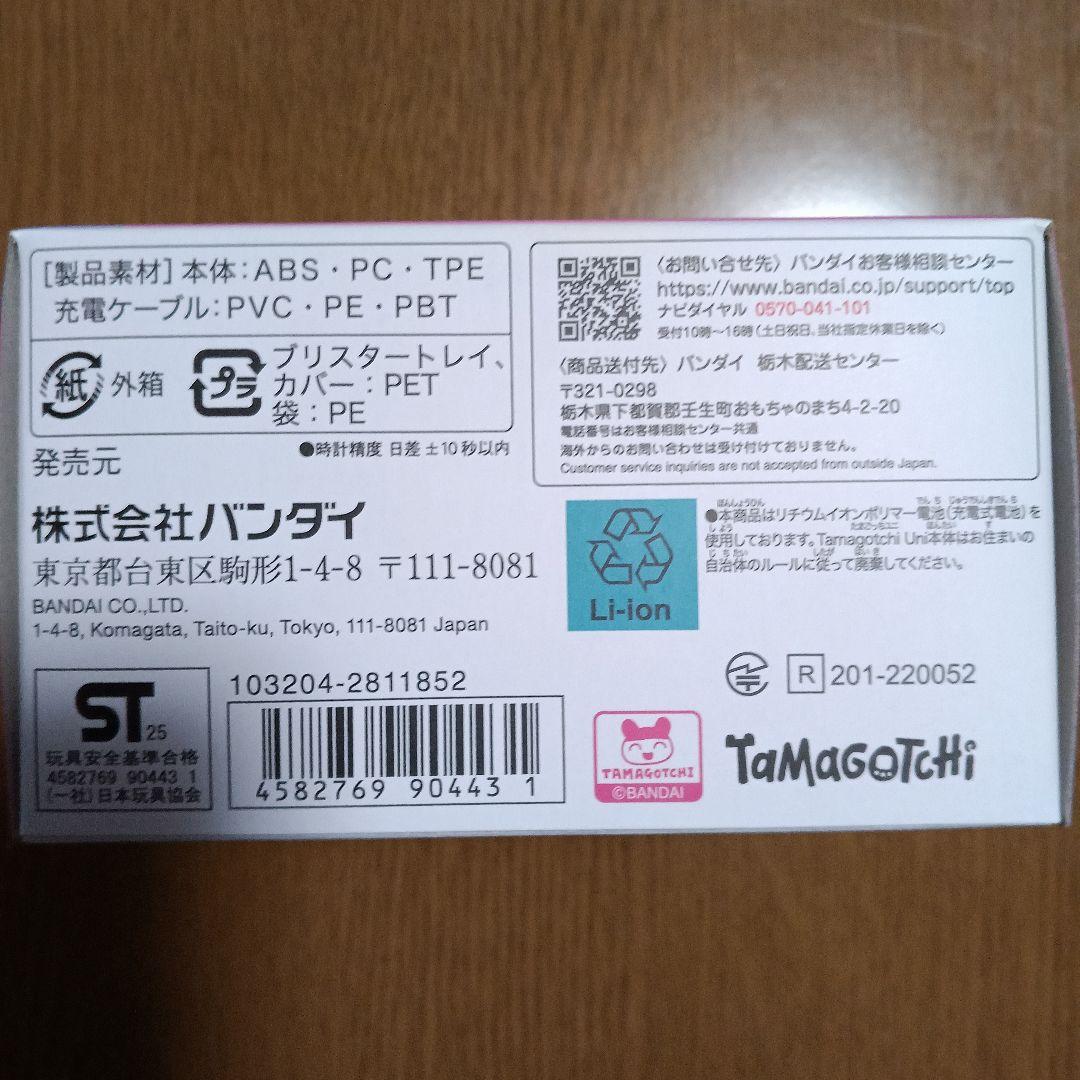 [製品素材] 本体：ABS・PC・TPE
充電ケーブル：PVC・PE・PBT
紙 外箱
プラ ブリスタートレイ、
カバー：PET
袋：PE
●時計精度 日差±10秒以内
発売元
株式会社バンダイ
東京都台東区駒形1-4-8 〒111-8081
BANDAI CO.,LTD.
1-4-8, Komagata, Taito-ku, Tokyo, 111-8081 Japan
〈お問い合せ先〉バンダイお客様相談センター
https://www.bandai.co.jp/support/top
ナビダイヤル 0570-041-101
受付10時～16時（土日祝日、当社指定休業日を除く）
〈商品送付先〉バンダイ 栃木配送センター
〒321-0298
栃木県下都賀郡壬生町おもちゃのまち4-2-20
電話番号はお客様相談センター共通
海外からのお問い合わせは受け付けておりません。
Customer service inquiries are not accepted from outside Japan.
Li-ion
●本商品はリチウムイオンポリマー電池（充電式電池）を
使用しております。Tamagotchi Uni本体はお住まいの
自治体のルールに従って廃棄してください。
ST 25
玩具安全基準合格
4582769 90443 1
(一社)日本玩具協会
103204-2811852
4582769 904431
R 201-220052
TAMAGOTCHI
©BANDAI
TaMaGoTCHi